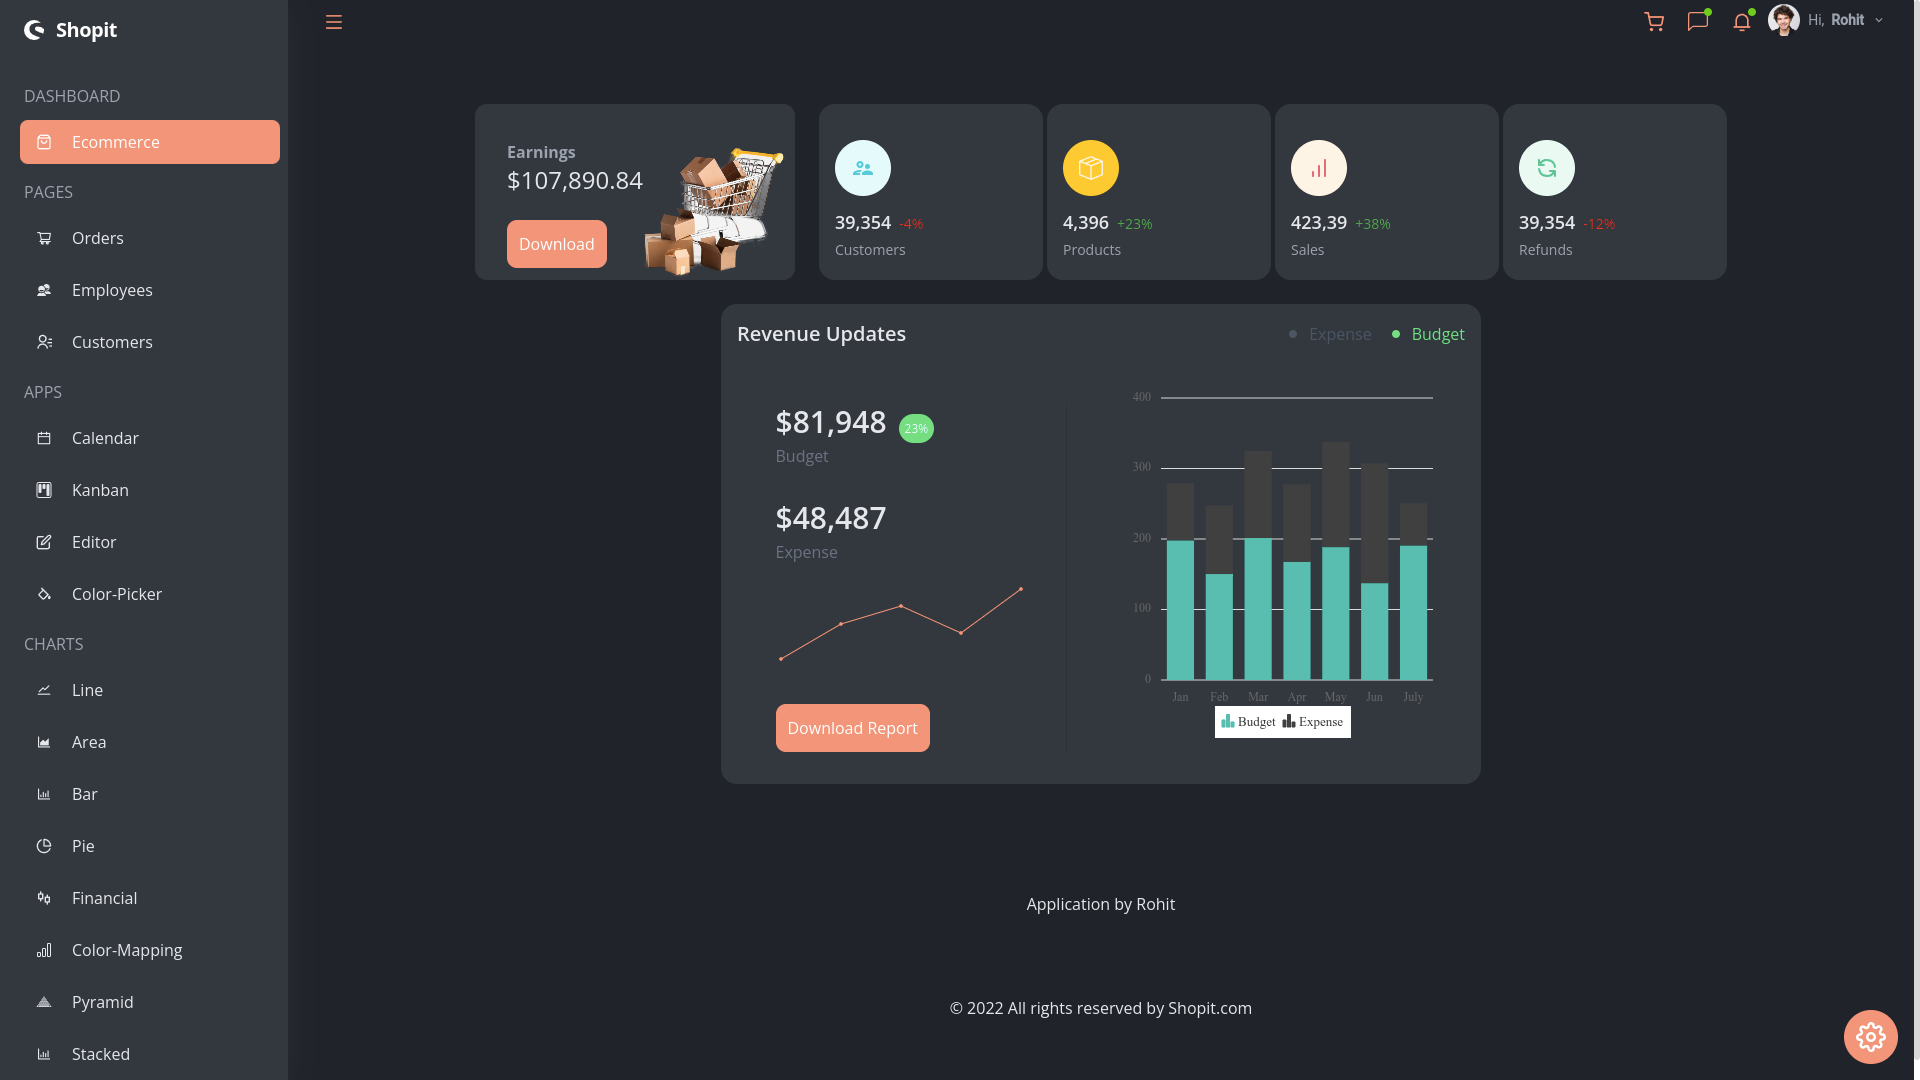 Shopit
Hi, Rohit
DASHBOARD
Ecommerce
PAGES
Orders
Employees
Customers
APPS
Calendar
Kanban
Editor
Color-Picker
CHARTS
Line
Area
Bar
Pie
Financial
Color-Mapping
Pyramid
Stacked
Earnings
$107,890.84
Download
39,354 -4%
Customers
4,396 +23%
Products
423,39 +38%
Sales
39,354 -12%
Refunds
Revenue Updates
Expense
Budget
$81,948 23%
Budget
$48,487
Expense
Download Report
400
300
200
100
0
Jan Feb Mar Apr May Jun July
Budget Expense
Application by Rohit
© 2022 All rights reserved by Shopit.com